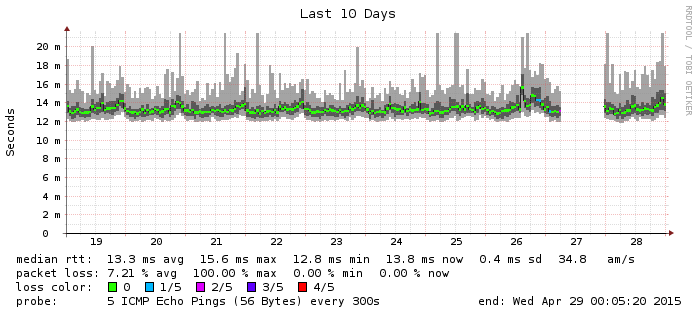 Last 10 Days
RRDTOOL / TOBI OETIKER
Seconds
20 m
18 m
16 m
14 m
12 m
10 m
8 m
6 m
4 m
2 m
0
19 20 21 22 23 24 25 26 27 28
median rtt: 13.3 ms avg 15.6 ms max 12.8 ms min 13.8 ms now 0.4 ms sd 34.8 am/s
packet loss: 7.21 % avg 100.00 % max 0.00 % min 0.00 % now
loss color: 0 1/5 2/5 3/5 4/5
probe: 5 ICMP Echo Pings (56 Bytes) every 300s end: Wed Apr 29 00:05:20 2015